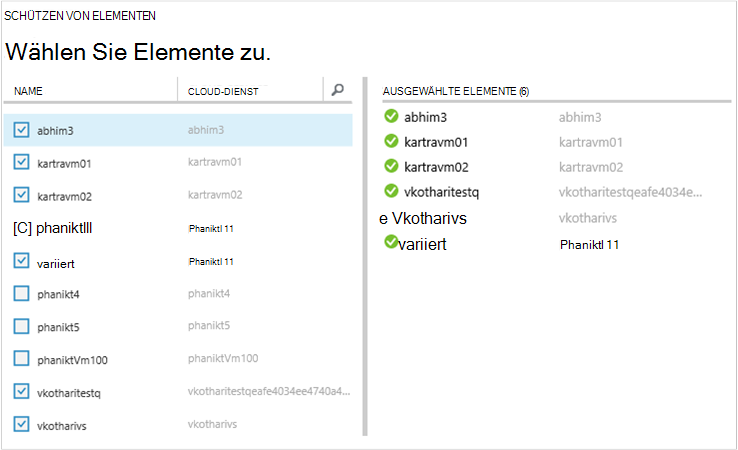 SCHÜTZEN VON ELEMENTEN
Wählen Sie Elemente zu.
NAME CLOUD-DIENST
abhim3 abhim3
kartravm01 kartravm01
kartravm02 kartravm02
[C] phaniktlll Phaniktl 11
variiert Phaniktl 11
phanikt4 phanikt4
phanikt5 phanikt5
phaniktVm100 phaniktVm100
vkotharitestq vkotharitestqeafe4034ee4740a4...
vkotharivs vkotharivs
AUSGEWÄHLTE ELEMENTE (6)
abhim3 abhim3
kartravm01 kartravm01
kartravm02 kartravm02
vkotharitestq vkotharitestqeafe4034e...
e Vkotharivs vkotharivs
variiert Phaniktl 11